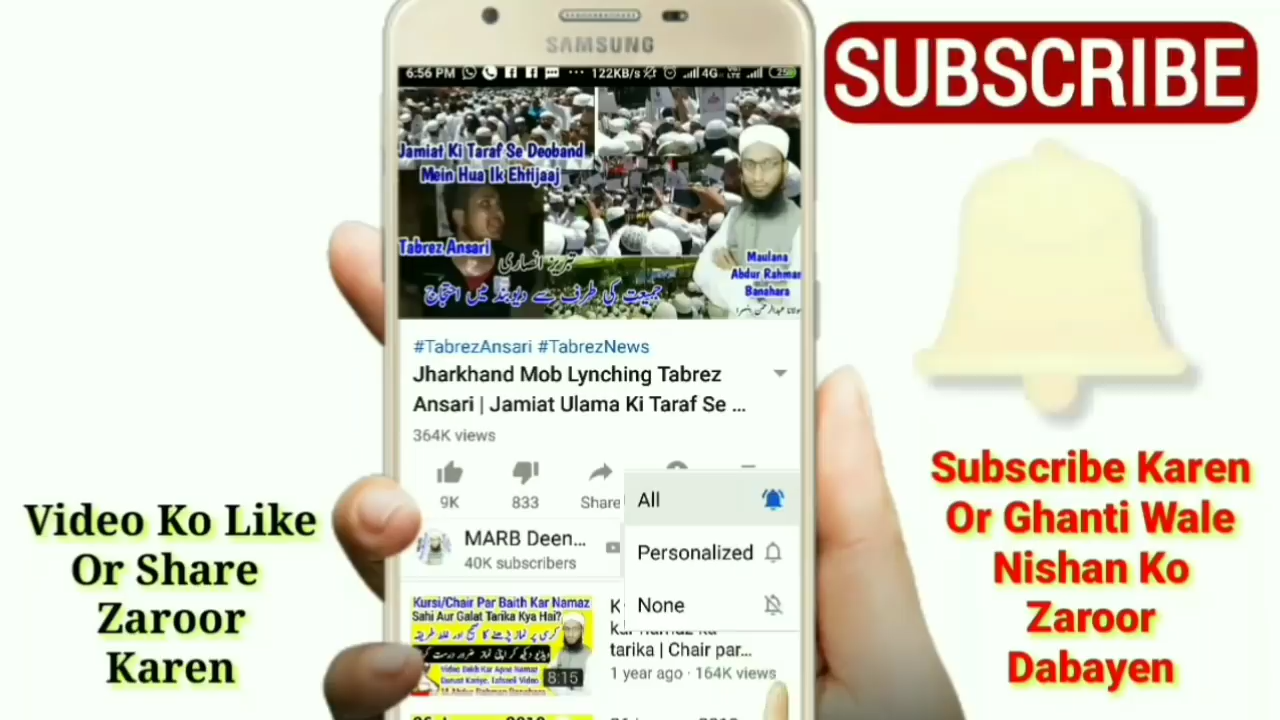 SAMSUNG
SUBSCRIBE
6:56 PM
122KB/s
4G
Jamiat Ki Taraf Se Deoband
Mein Hua Ik Ehtijaaj
Tabrez Ansari
تبریز انصاری
Maulana
Abdur Rahman
Banahara
جمیعت کی طرف سے دیوبند میں احتجاج
#TabrezAnsari #TabrezNews
Jharkhand Mob Lynching Tabrez
Ansari | Jamiat Ulama Ki Taraf Se ...
364K views
9K
833
Share
All
Personalized
None
MARB Deen...
40K subscribers
Kursi/Chair Par Baith Kar Namaz
Sahi Aur Galat Tarika Kya Hai?
8:15
tarika | Chair par...
1 year ago · 164K views
Video Ko Like
Or Share
Zaroor
Karen
Subscribe Karen
Or Ghanti Wale
Nishan Ko
Zaroor
Dabayen